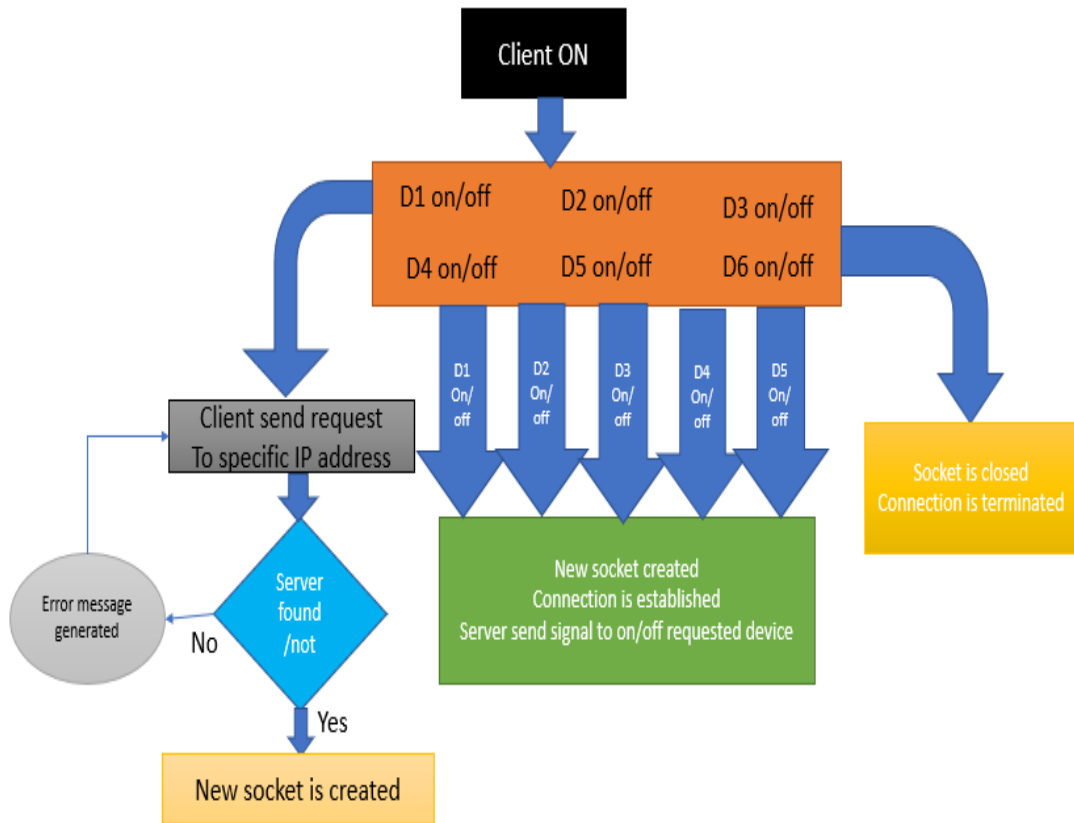 Client ON
D1 on/off
D2 on/off
D3 on/off
D4 on/off
D5 on/off
D6 on/off
D1
On/
off
D2
On/
off
D3
On/
off
D4
On/
off
D5
On/
off
Client send request
To specific IP address
Socket is closed
Connection is terminated
New socket created
Connection is established
Server send signal to on/off requested device
Server
found
/not
Error message
generated
No
Yes
New socket is created